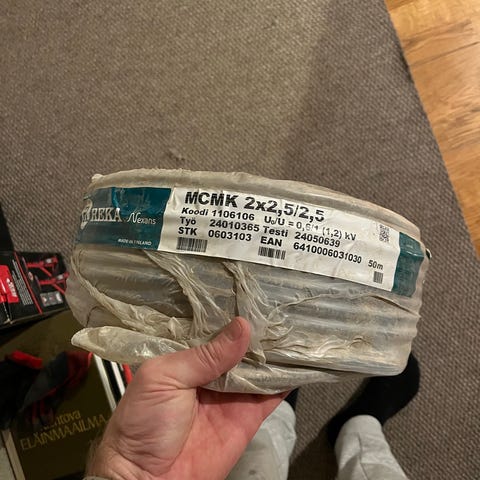 REKA Nexans
MADE IN FINLAND
MCMK 2x2,5/2,5
Koodi 1106106 U₀/U = 0,6/1 (1,2) kV
Työ 24010365 Testi 24050639
STK 0603103 EAN 6410006031030 50m
ELÄINMAAILMA